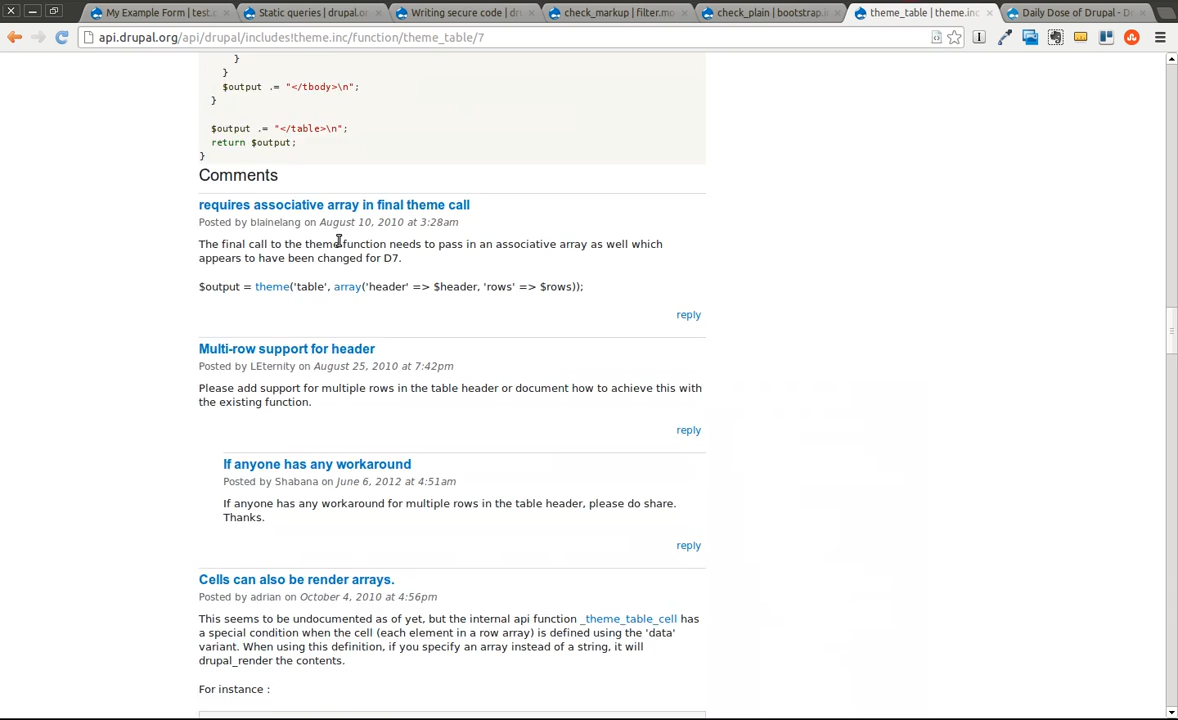 My Example Form | test.c
Static queries | drupal.or
Writing secure code | dr
check_markup | filter.mo
check_plain | bootstrap.i
theme_table | theme.inc
Daily Dose of Drupal - D
api.drupal.org/api/drupal/includes!theme.inc/function/theme_table/7
}
}
$output .= "</tbody>\n";
}
$output .= "</table>\n";
return $output;
}
Comments
requires associative array in final theme call
Posted by blainelang on August 10, 2010 at 3:28am
The final call to the theme function needs to pass in an associative array as well which
appears to have been changed for D7.
$output = theme('table', array('header' => $header, 'rows' => $rows));
reply
Multi-row support for header
Posted by LEternity on August 25, 2010 at 7:42pm
Please add support for multiple rows in the table header or document how to achieve this with
the existing function.
reply
If anyone has any workaround
Posted by Shabana on June 6, 2012 at 4:51am
If anyone has any workaround for multiple rows in the table header, please do share.
Thanks.
reply
Cells can also be render arrays.
Posted by adrian on October 4, 2010 at 4:56pm
This seems to be undocumented as of yet, but the internal api function _theme_table_cell has
a special condition when the cell (each element in a row array) is defined using the 'data'
variant. When using this definition, if you specify an array instead of a string, it will
drupal_render the contents.
For instance :